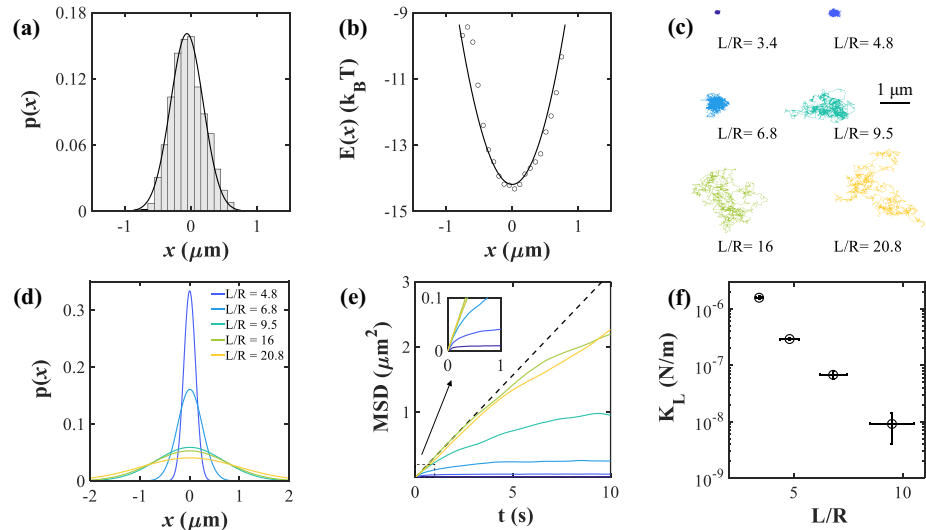 (a)
0.18
0.12
0.06
0
p(x)
-1
0
1
x (μm)
(b)
-9
-11
-13
-15
E(x) (k_BT)
-1
0
1
x (μm)
(c)
L/R= 3.4
L/R= 4.8
1 μm
L/R= 6.8
L/R= 9.5
L/R= 16
L/R= 20.8
(d)
0.3
0.2
0.1
0
p(x)
L/R = 4.8
L/R = 6.8
L/R = 9.5
L/R = 16
L/R = 20.8
-2
-1
0
1
2
x (μm)
(e)
3
2
1
MSD (μm²)
0.1
0
0
1
0
5
10
t (s)
(f)
10⁻⁶
10⁻⁷
10⁻⁸
10⁻⁹
K_L (N/m)
5
10
L/R